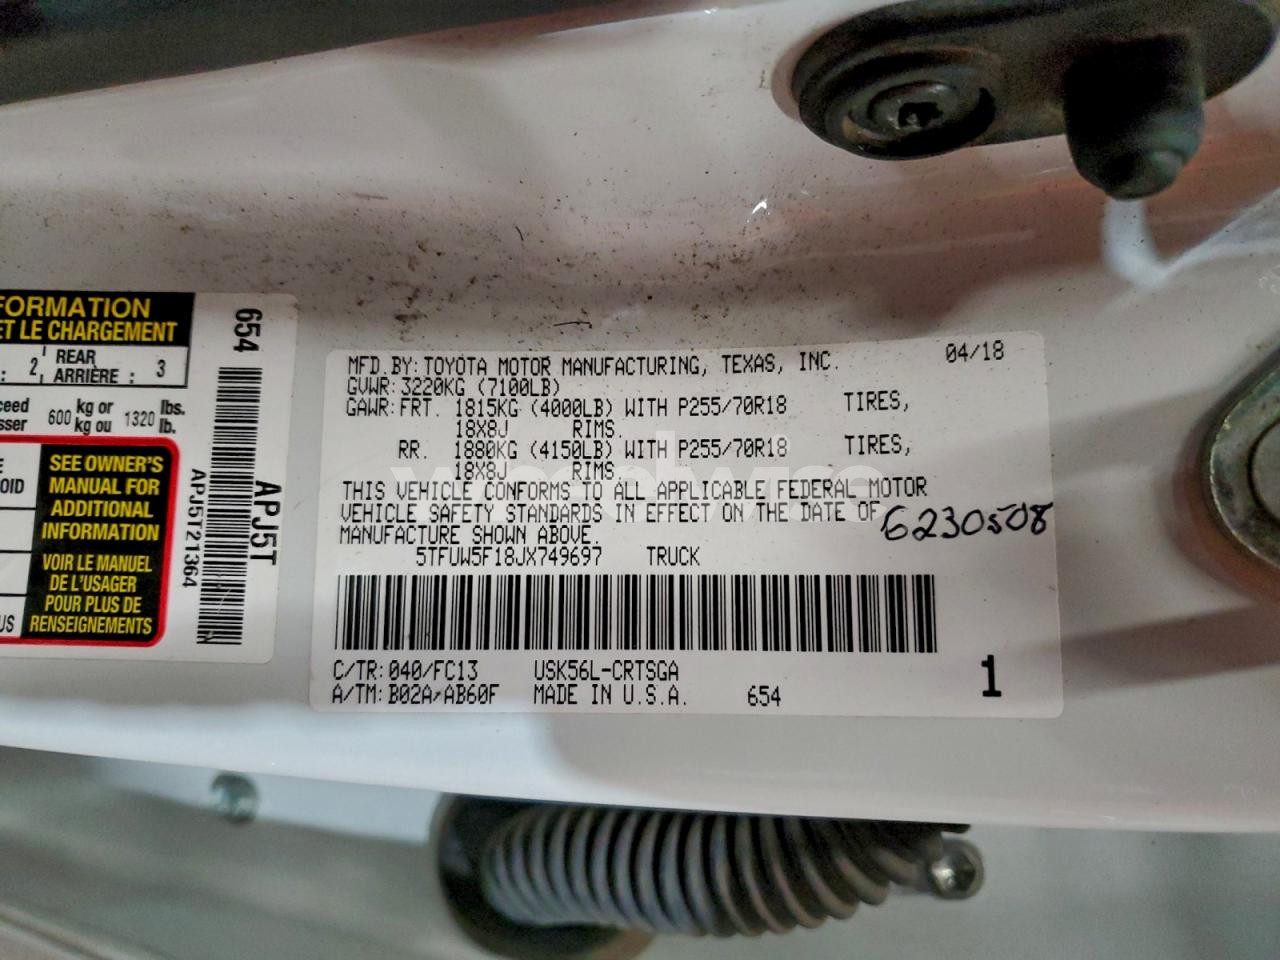 FORMATION
ET LE CHARGEMENT
: 2, REAR
ARRIÈRE : 3
ceed
sser
600 kg or
kg ou 1320 lbs.
lb.
OID
SEE OWNER'S
MANUAL FOR
ADDITIONAL
INFORMATION
VOIR LE MANUEL
DE L'USAGER
POUR PLUS DE
US
RENSEIGNEMENTS
654
APJ5T21364
APJ5T
MFD.BY: TOYOTA MOTOR MANUFACTURING, TEXAS, INC. 04/18
GVWR: 3220KG (7100LB)
GAWR: FRT. 1815KG (4000LB) WITH P255/70R18 TIRES,
18X8J RIMS.
RR. 1880KG (4150LB) WITH P255/70R18 TIRES,
18X8J RIMS.
THIS VEHICLE CONFORMS TO ALL APPLICABLE FEDERAL MOTOR
VEHICLE SAFETY STANDARDS IN EFFECT ON THE DATE OF
MANUFACTURE SHOWN ABOVE.
6230508
5TFUW5F18JX749697 TRUCK
C/TR: 040/FC13 USK56L-CRTSGA
A/TM: B02A/AB60F MADE IN U.S.A. 654
1